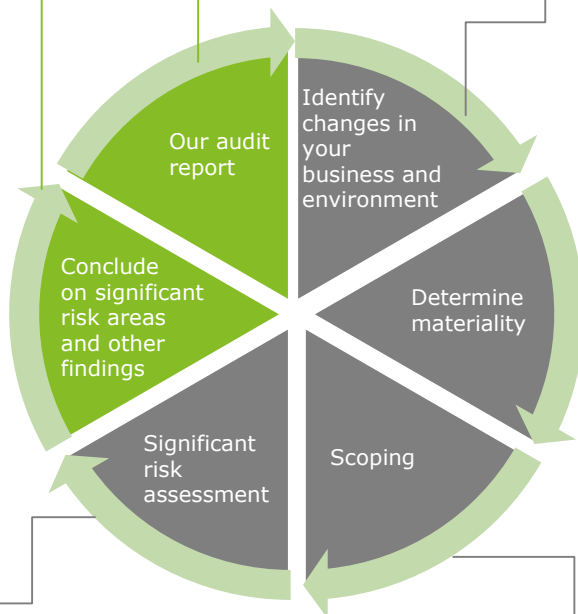 Identify
changes in
your
business and
environment
Determine
materiality
Scoping
Significant
risk
assessment
Conclude
on significant
risk areas
and other
findings
Our audit
report